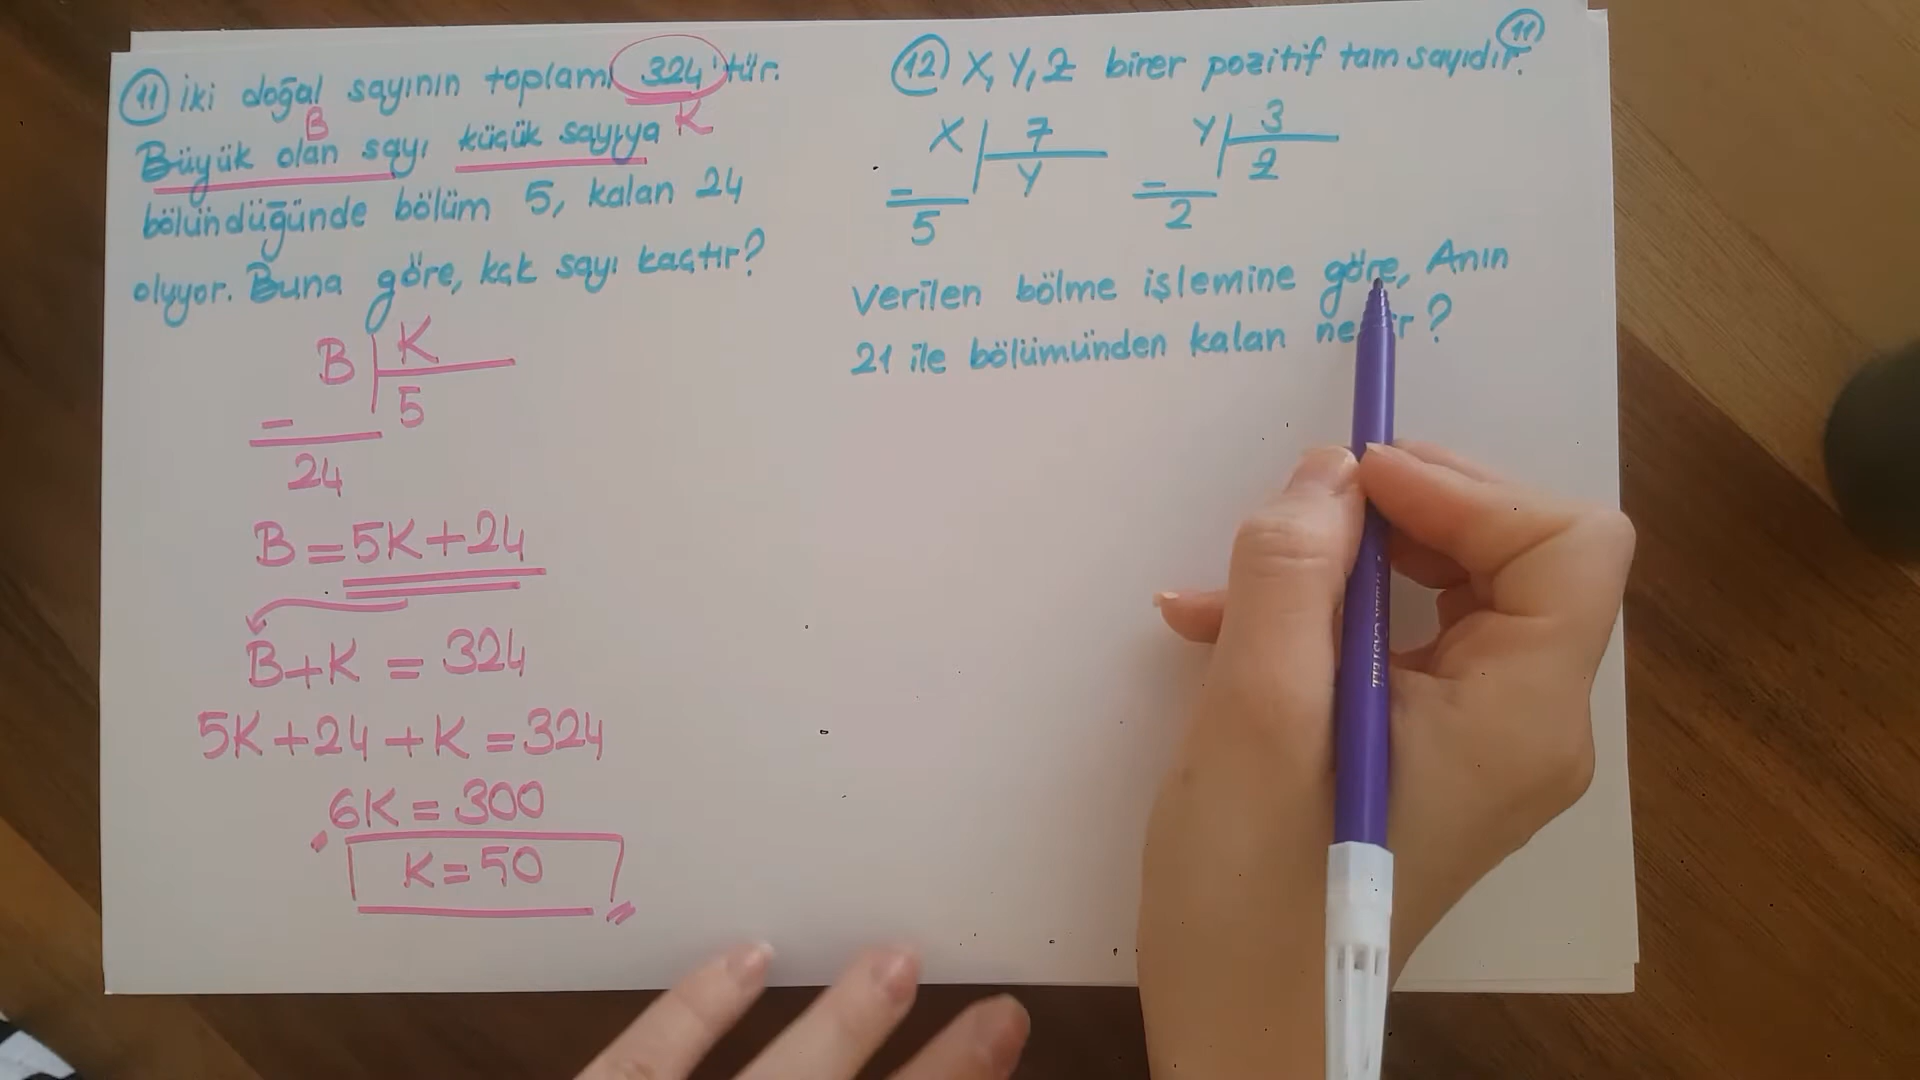 11 İki doğal sayının toplamı 324'tür.
B K
Büyük olan sayı küçük sayıya
bölündüğünde bölüm 5, kalan 24
oluyor. Buna göre, kçk sayı kaçtır?
B K
5
24
B = 5K + 24
B + K = 324
5K + 24 + K = 324
6K = 300
K = 50
11
12 X, Y, Z birer pozitif tam sayıdır.
X 7
Y
5
Y 3
Z
2
Verilen bölme işlemine göre, Anın
21 ile bölümünden kalan
?